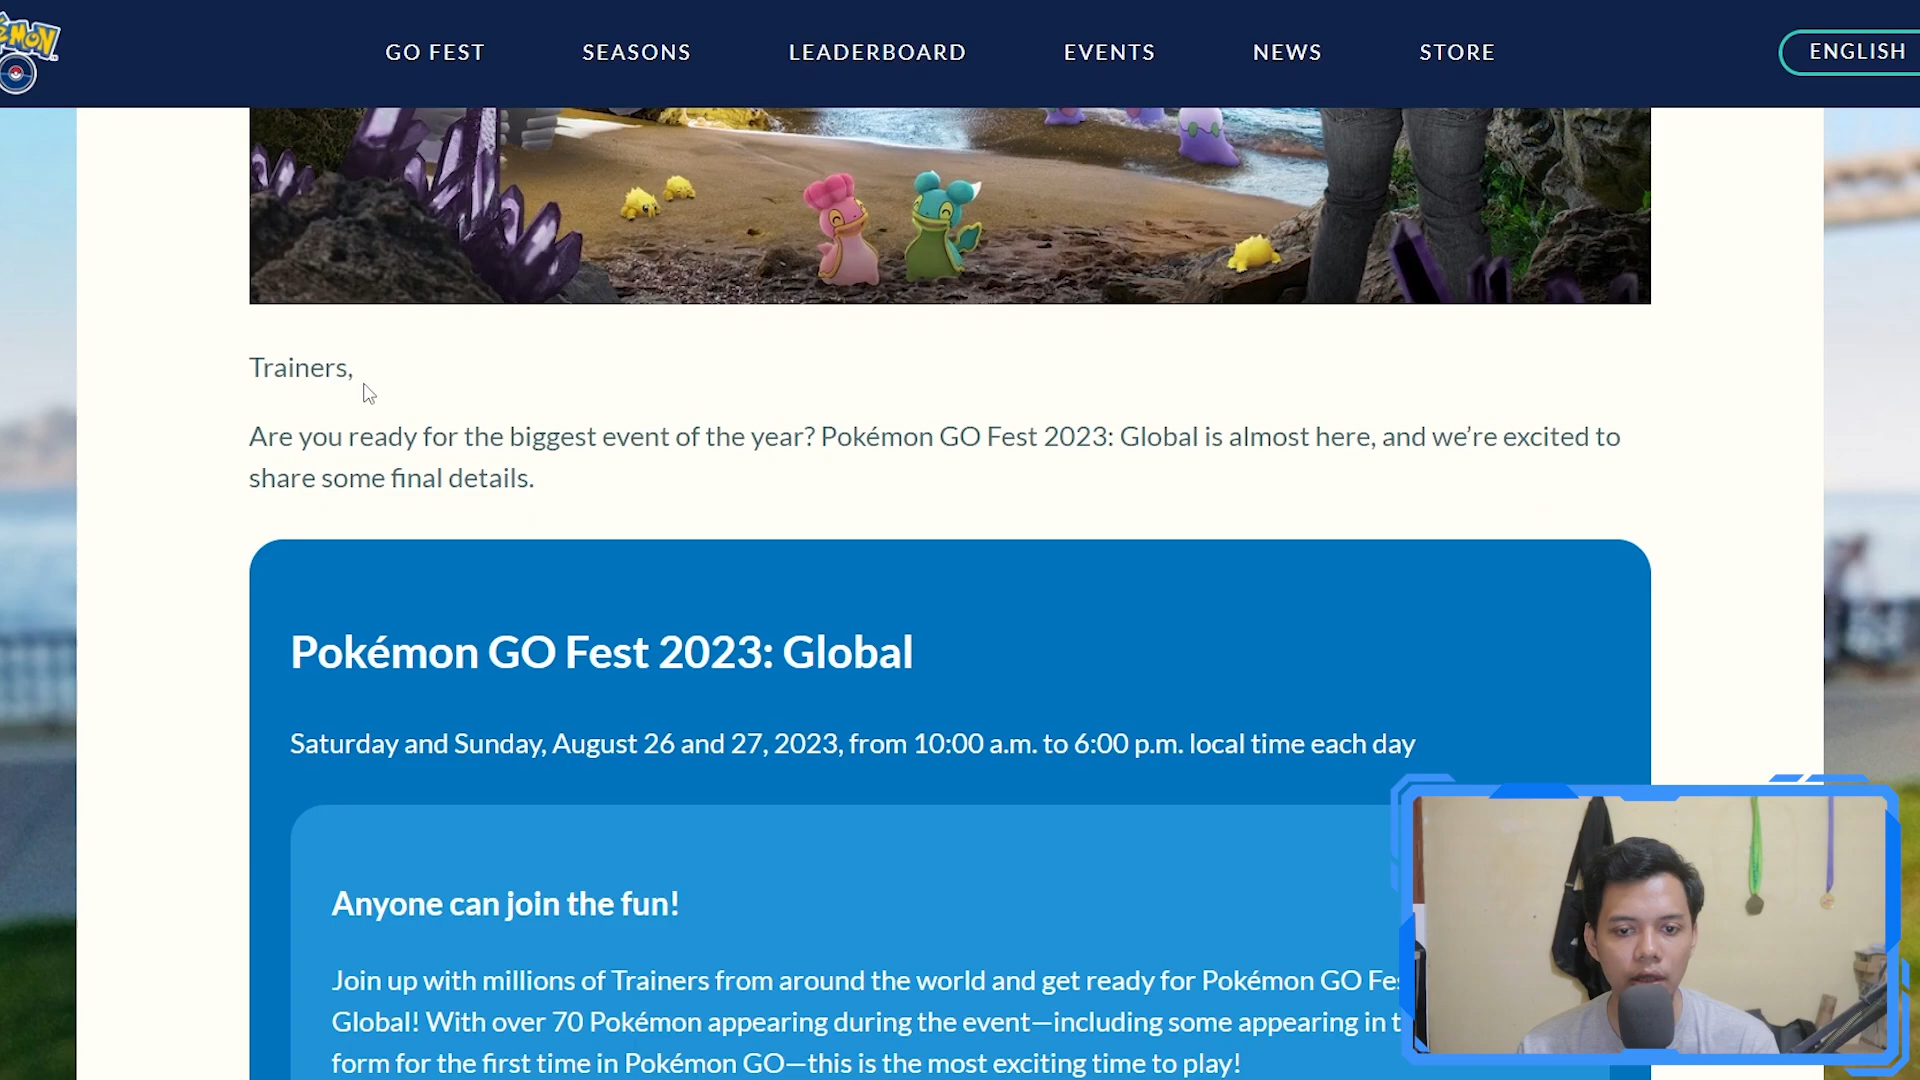 GO FEST SEASONS LEADERBOARD EVENTS NEWS STORE ENGLISH
Trainers,
Are you ready for the biggest event of the year? Pokémon GO Fest 2023: Global is almost here, and we’re excited to
share some final details.
Pokémon GO Fest 2023: Global
Saturday and Sunday, August 26 and 27, 2023, from 10:00 a.m. to 6:00 p.m. local time each day
Anyone can join the fun!
Join up with millions of Trainers from around the world and get ready for Pokémon GO
Global! With over 70 Pokémon appearing during the event—including some appearing in
form for the first time in Pokémon GO—this is the most exciting time to play!